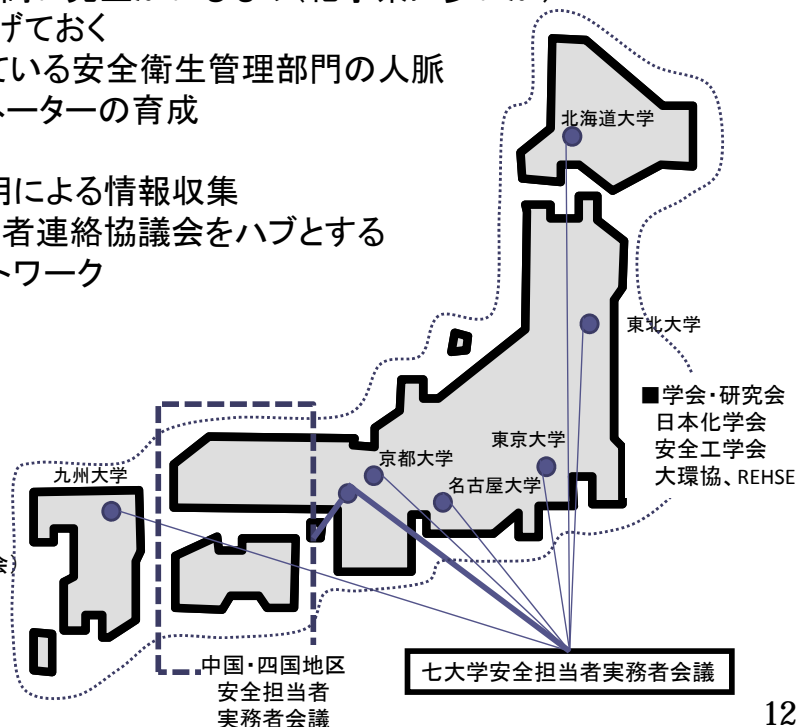 げておく
ている安全衛生管理部門の人脈
ーターの育成
月による情報収集
者連絡協議会をハブとする
トワーク
北海道大学
東北大学
■学会・研究会
日本化学会
安全工学会
大環協、REHSE
東京大学
京都大学
名古屋大学
九州大学
中国・四国地区
安全担当者
実務者会議
七大学安全担当者実務者会議
12